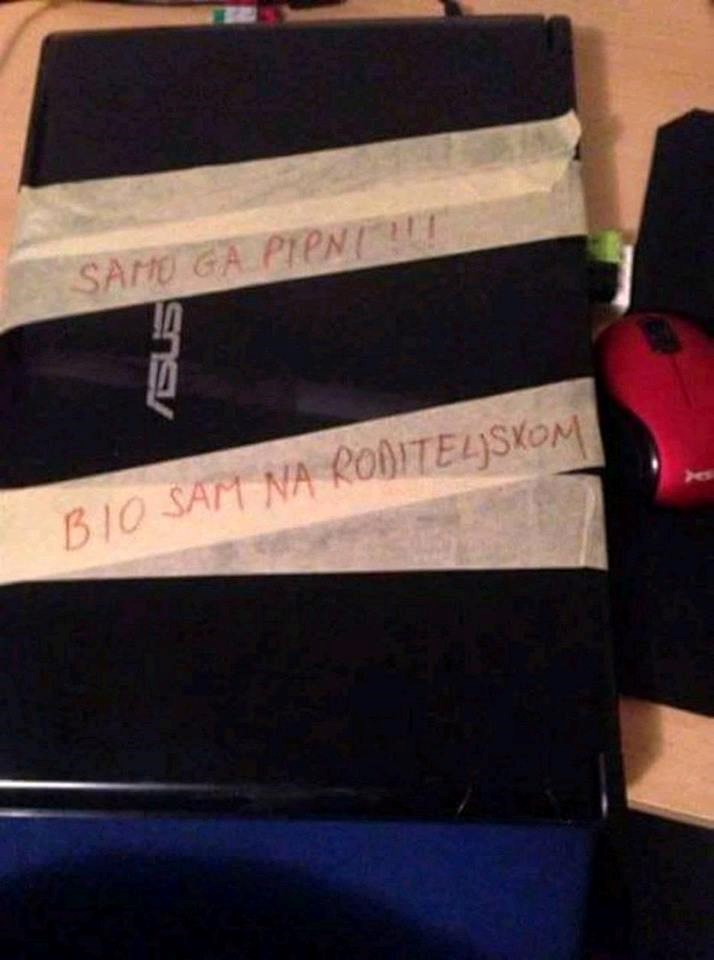 SAMO GA PIPNI!!!
ASUS
BIO SAM NA RODITELJSKOM